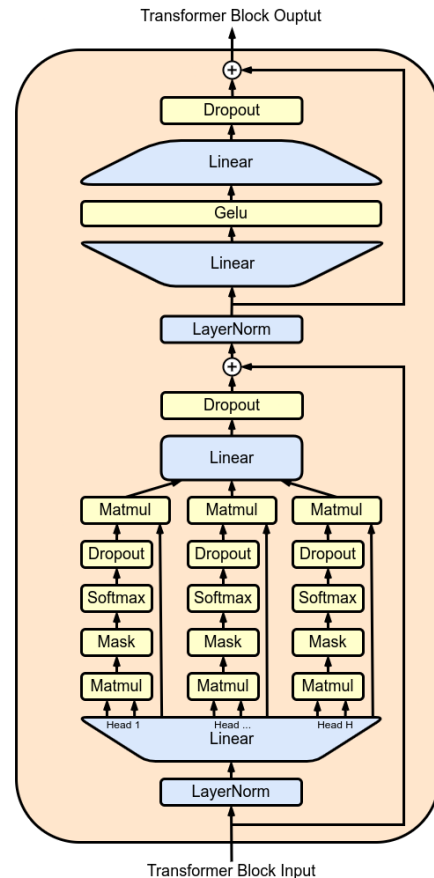 Transformer Block Ouptut
+
Dropout
Linear
Gelu
Linear
LayerNorm
+
Dropout
Linear
Matmul Matmul Matmul
Dropout Dropout Dropout
Softmax Softmax Softmax
Mask Mask Mask
Matmul Matmul Matmul
Head 1 Head ... Head H
Linear
LayerNorm
Transformer Block Input